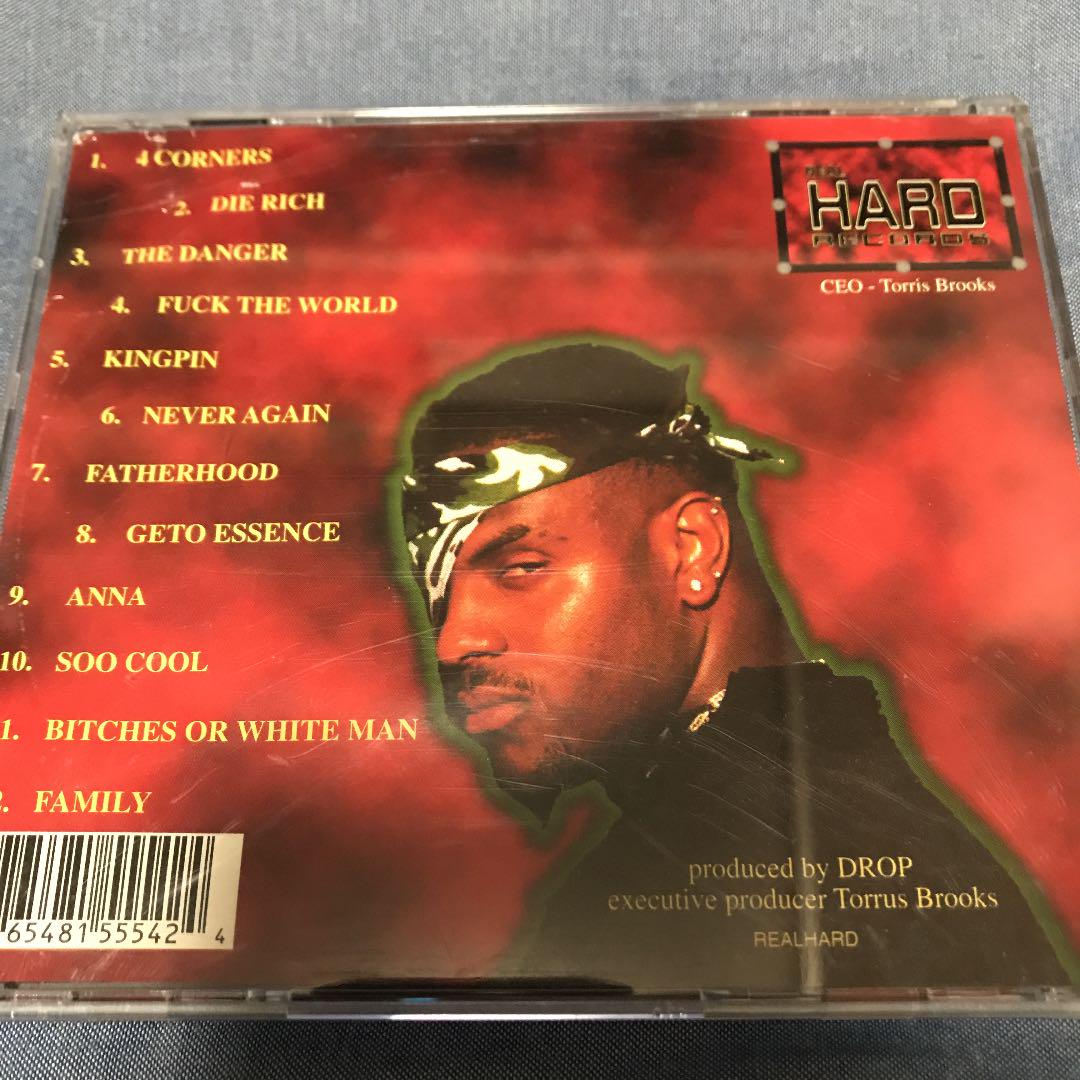 1. 4 CORNERS
2. DIE RICH
3. THE DANGER
4. FUCK THE WORLD
5. KINGPIN
6. NEVER AGAIN
7. FATHERHOOD
8. GETO ESSENCE
9. ANNA
10. SOO COOL
1. BITCHES OR WHITE MAN
. FAMILY
REAL
HARD
RECORDS
CEO - Torris Brooks
produced by DROP
executive producer Torrus Brooks
REALHARD
65481 55542 4